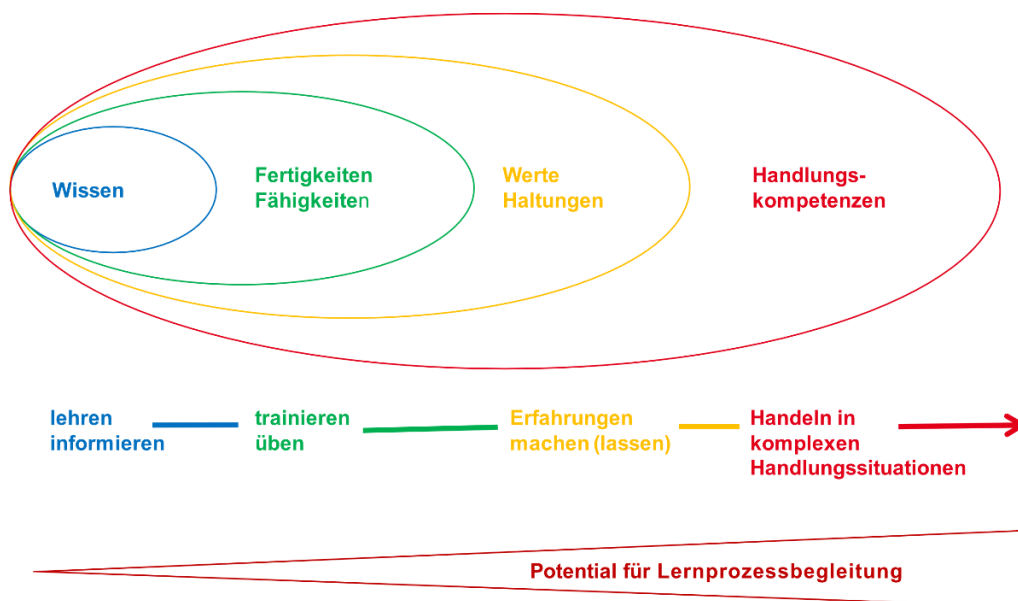 Wissen
Fertigkeiten
Fähigkeiten
Werte
Haltungen
Handlungs-
kompetenzen
lehren
informieren
trainieren
üben
Erfahrungen
machen (lassen)
Handeln in
komplexen
Handlungssituationen
Potential für Lernprozessbegleitung